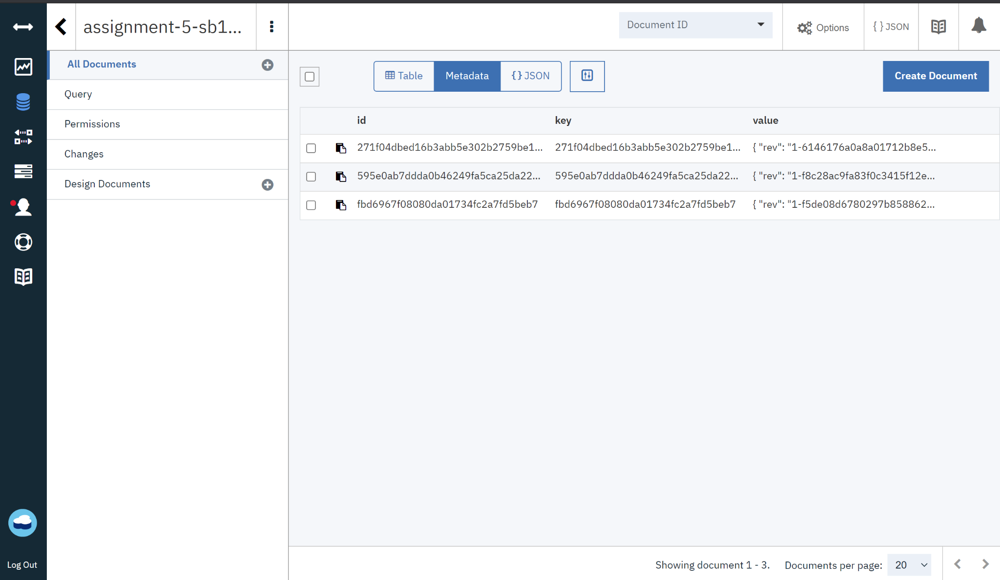 assignment-5-sb1...
Document ID
Options
{ } JSON
All Documents
Query
Permissions
Changes
Design Documents
Table
Metadata
{ } JSON
Create Document
id key value
271f04dbed16b3abb5e302b2759be1... 271f04dbed16b3abb5e302b2759be1... { "rev": "1-6146176a0a8a01712b8e5...
595e0ab7ddda0b46249fa5ca25da22... 595e0ab7ddda0b46249fa5ca25da22... { "rev": "1-f8c28ac9fa83f0c3415f12e...
fbd6967f08080da01734fc2a7fd5beb7 fbd6967f08080da01734fc2a7fd5beb7 { "rev": "1-f5de08d6780297b858862...
Log Out
Showing document 1 - 3.
Documents per page: 20